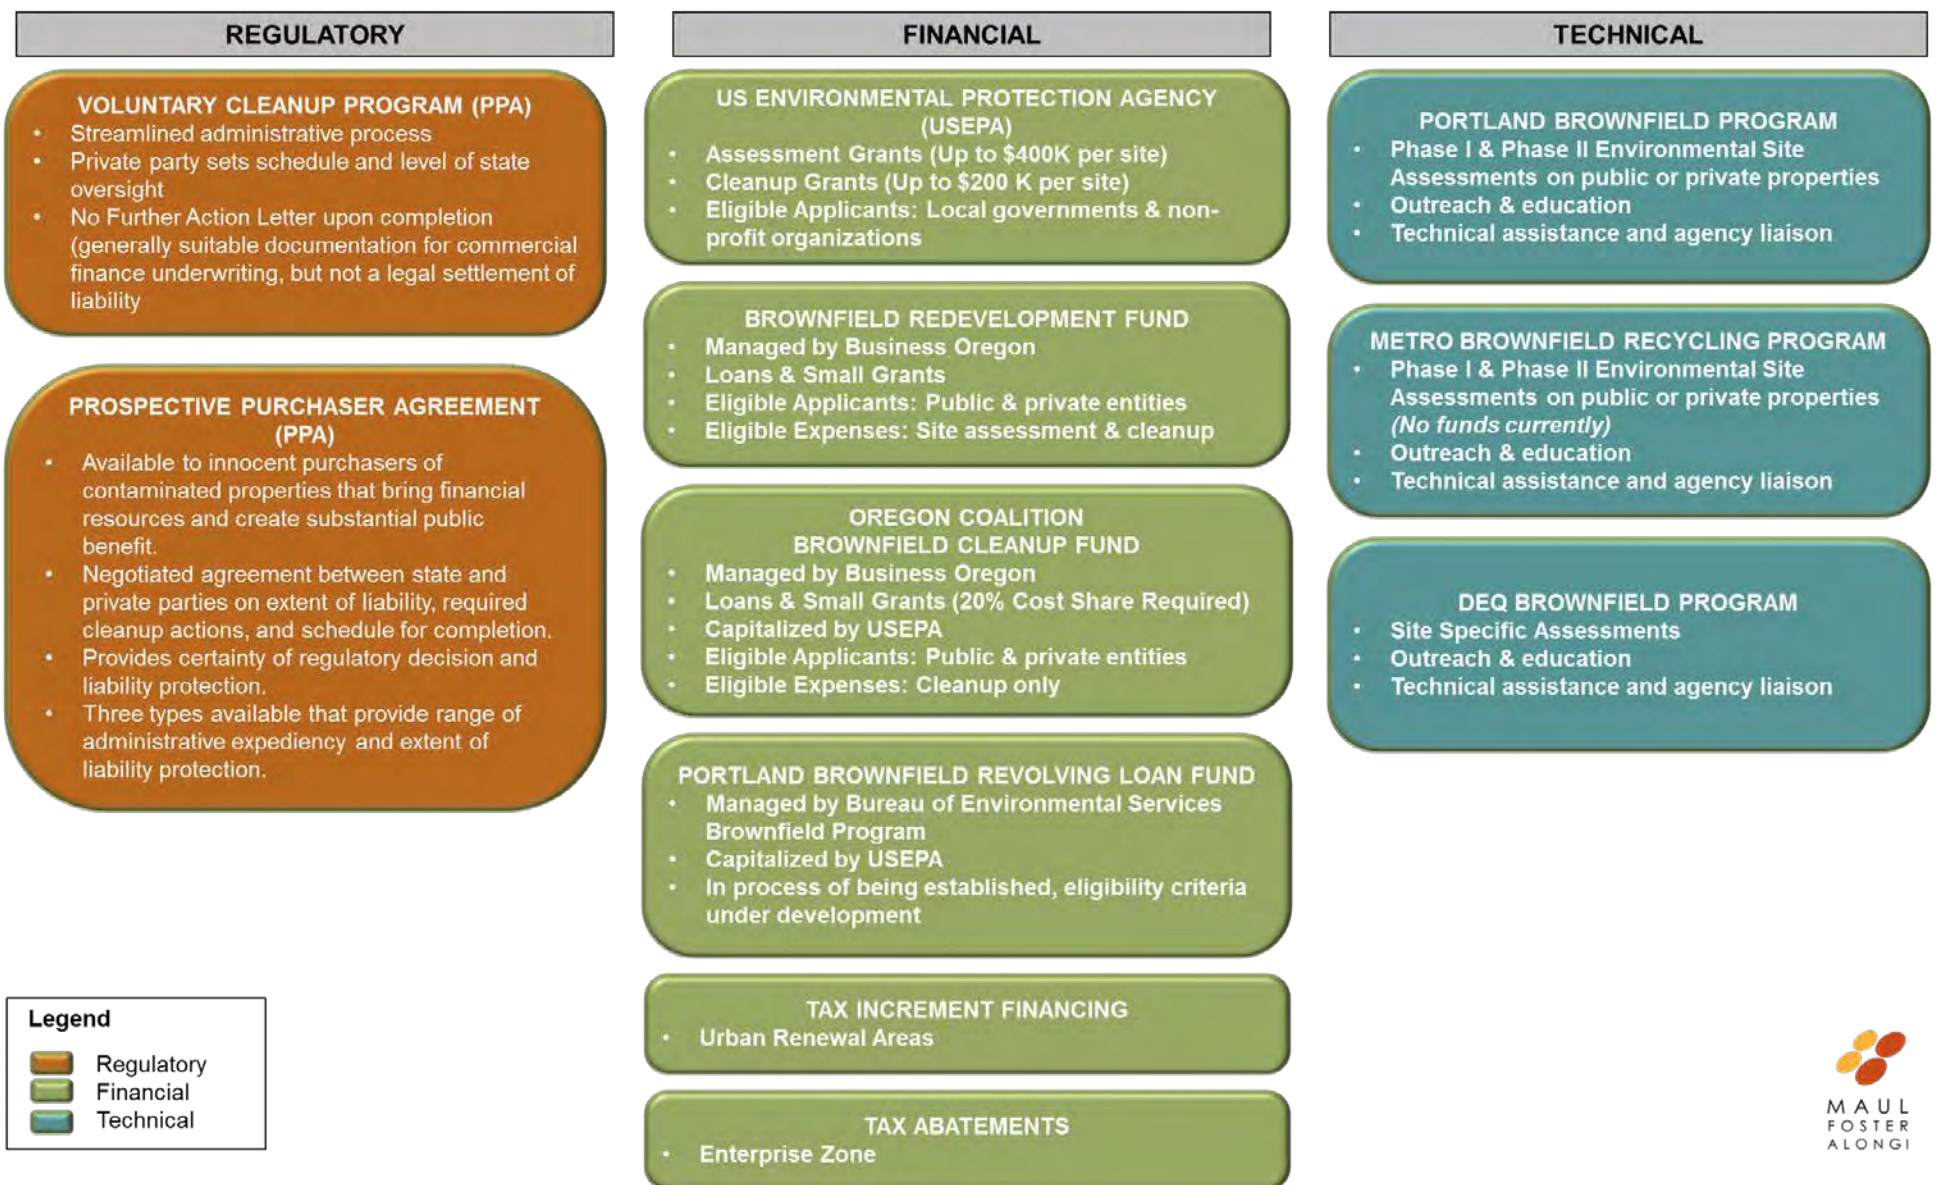 REGULATORY
VOLUNTARY CLEANUP PROGRAM (PPA)
• Streamlined administrative process
• Private party sets schedule and level of state
oversight
• No Further Action Letter upon completion
(generally suitable documentation for commercial
finance underwriting, but not a legal settlement of
liability
PROSPECTIVE PURCHASER AGREEMENT
(PPA)
• Available to innocent purchasers of
contaminated properties that bring financial
resources and create substantial public
benefit.
• Negotiated agreement between state and
private parties on extent of liability, required
cleanup actions, and schedule for completion.
• Provides certainty of regulatory decision and
liability protection.
• Three types available that provide range of
administrative expediency and extent of
liability protection.
FINANCIAL
US ENVIRONMENTAL PROTECTION AGENCY
(USEPA)
• Assessment Grants (Up to $400K per site)
• Cleanup Grants (Up to $200 K per site)
• Eligible Applicants: Local governments & non-
profit organizations
BROWNFIELD REDEVELOPMENT FUND
• Managed by Business Oregon
• Loans & Small Grants
• Eligible Applicants: Public & private entities
• Eligible Expenses: Site assessment & cleanup
OREGON COALITION
BROWNFIELD CLEANUP FUND
• Managed by Business Oregon
• Loans & Small Grants (20% Cost Share Required)
• Capitalized by USEPA
• Eligible Applicants: Public & private entities
• Eligible Expenses: Cleanup only
PORTLAND BROWNFIELD REVOLVING LOAN FUND
• Managed by Bureau of Environmental Services
Brownfield Program
• Capitalized by USEPA
• In process of being established, eligibility criteria
under development
TAX INCREMENT FINANCING
• Urban Renewal Areas
TAX ABATEMENTS
• Enterprise Zone
TECHNICAL
PORTLAND BROWNFIELD PROGRAM
• Phase I & Phase II Environmental Site
Assessments on public or private properties
• Outreach & education
• Technical assistance and agency liaison
METRO BROWNFIELD RECYCLING PROGRAM
• Phase I & Phase II Environmental Site
Assessments on public or private properties
(No funds currently)
• Outreach & education
• Technical assistance and agency liaison
DEQ BROWNFIELD PROGRAM
• Site Specific Assessments
• Outreach & education
• Technical assistance and agency liaison
Legend
Regulatory
Financial
Technical
MAUL
FOSTER
ALONGI